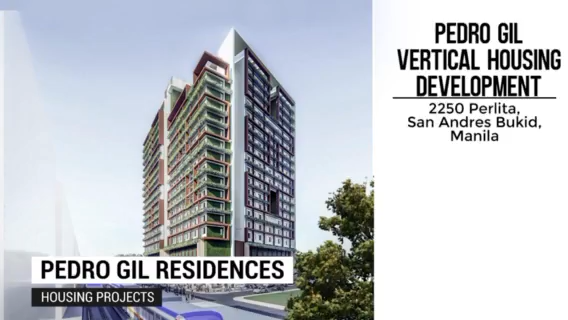 PEDRO GIL
VERTICAL HOUSING
DEVELOPMENT
2250 Perlita,
San Andres Bukid,
Manila
PEDRO GIL RESIDENCES
HOUSING PROJECTS